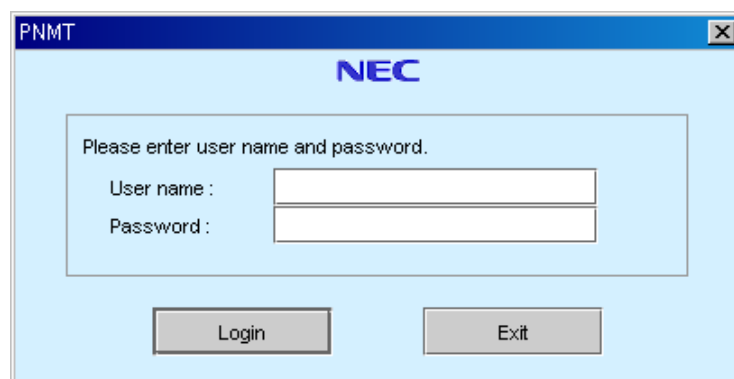 PNMT
NEC
Please enter user name and password.
User name :
Password :
Login
Exit